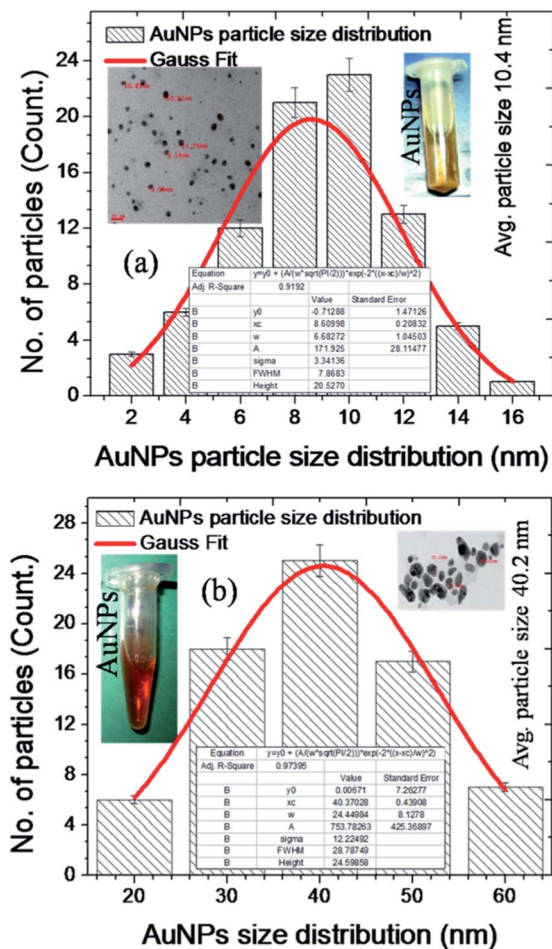 AuNPs particle size distribution
Gauss Fit
24
20
16
12
8
4
0
No. of particles (Count.)
AuNPs
Avg. particle size 10.4 nm
(a)
Equation y=y0 + (A/(w*sqrt(PI/2)))*exp(-2*((x-xc)/w)^2)
Adj. R-Square 0.9192
Value Standard Error
B y0 -0.71288 1.47126
B xc 8.60998 0.20832
B w 6.68272 1.04503
B A 171.925 28.11477
B sigma 3.34136
B FWHM 7.8683
B Height 20.5270
2 4 6 8 10 12 14 16
AuNPs particle size distribution (nm)
AuNPs particle size distribution
Gauss Fit
28
24
20
16
12
8
4
0
No. of particles (Count.)
AuNPs
(b)
Avg. particle size 40.2 nm
Equation y=y0 + (A/(w*sqrt(PI/2)))*exp(-2*((x-xc)/w)^2)
Adj. R-Square 0.97395
Value Standard Error
B y0 0.00671 7.26277
B xc 40.37028 0.43908
B w 24.44984 8.1278
B A 753.78263 425.36897
B sigma 12.22492
B FWHM 28.78749
B Height 24.59858
20 30 40 50 60
AuNPs size distribution (nm)